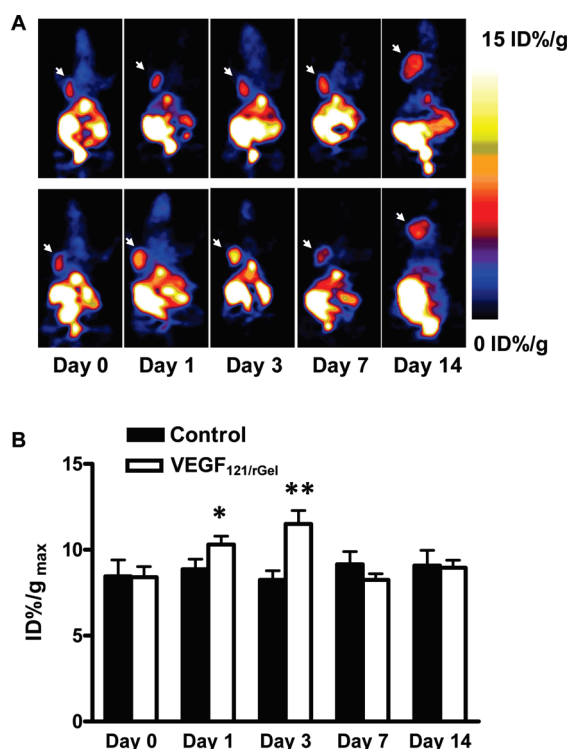 A
15 ID%/g
0 ID%/g
Day 0 Day 1 Day 3 Day 7 Day 14
B
Control
VEGF121/rGel
15
10
5
0
ID%/g max
* **
Day 0 Day 1 Day 3 Day 7 Day 14